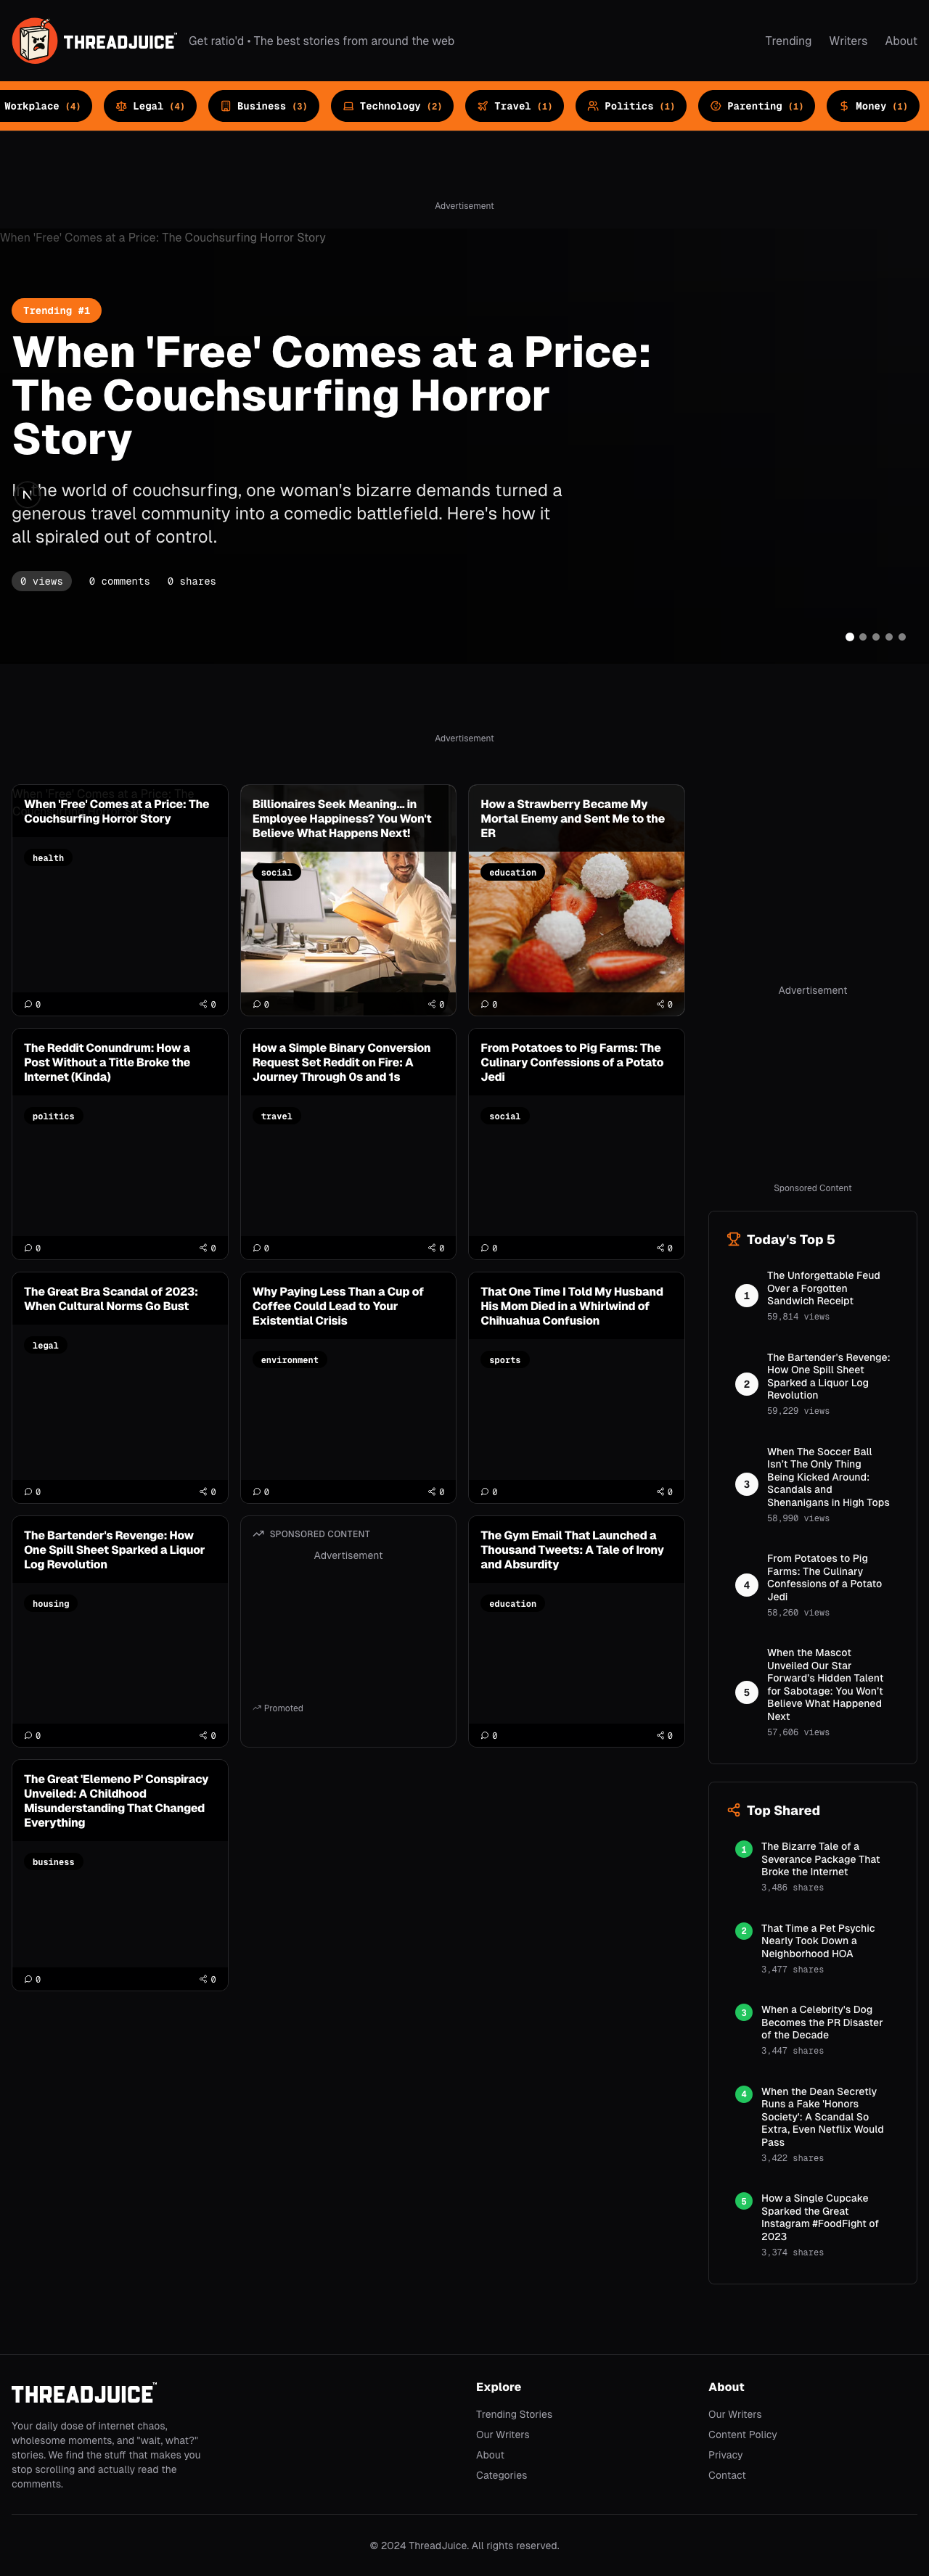 THREADJUICE™
Get ratio'd • The best stories from around the web
Trending
Writers
About
Workplace (4)
Legal (4)
Business (3)
Technology (2)
Travel (1)
Politics (1)
Parenting (1)
Money (1)
Advertisement
When 'Free' Comes at a Price: The Couchsurfing Horror Story
Trending #1
When 'Free' Comes at a Price:
The Couchsurfing Horror
Story
N
he world of couchsurfing, one woman's bizarre demands turned a
generous travel community into a comedic battlefield. Here's how it
all spiraled out of control.
0 views
0 comments
0 shares
Advertisement
When 'Free' Comes at a Price: The
When 'Free' Comes at a Price: The
Couchsurfing Horror Story
health
0
0
Billionaires Seek Meaning... in
Employee Happiness? You Won't
Believe What Happens Next!
social
0
0
How a Strawberry Became My
Mortal Enemy and Sent Me to the
ER
education
0
0
The Reddit Conundrum: How a
Post Without a Title Broke the
Internet (Kinda)
politics
0
0
How a Simple Binary Conversion
Request Set Reddit on Fire: A
Journey Through 0s and 1s
travel
0
0
From Potatoes to Pig Farms: The
Culinary Confessions of a Potato
Jedi
social
0
0
The Great Bra Scandal of 2023:
When Cultural Norms Go Bust
legal
0
0
Why Paying Less Than a Cup of
Coffee Could Lead to Your
Existential Crisis
environment
0
0
That One Time I Told My Husband
His Mom Died in a Whirlwind of
Chihuahua Confusion
sports
0
0
The Bartender's Revenge: How
One Spill Sheet Sparked a Liquor
Log Revolution
housing
0
0
SPONSORED CONTENT
Advertisement
Promoted
The Gym Email That Launched a
Thousand Tweets: A Tale of Irony
and Absurdity
education
0
0
The Great 'Elemeno P' Conspiracy
Unveiled: A Childhood
Misunderstanding That Changed
Everything
business
0
0
Advertisement
Sponsored Content
Today's Top 5
1
The Unforgettable Feud
Over a Forgotten
Sandwich Receipt
59,814 views
2
The Bartender's Revenge:
How One Spill Sheet
Sparked a Liquor Log
Revolution
59,229 views
3
When The Soccer Ball
Isn't The Only Thing
Being Kicked Around:
Scandals and
Shenanigans in High Tops
58,990 views
4
From Potatoes to Pig
Farms: The Culinary
Confessions of a Potato
Jedi
58,260 views
5
When the Mascot
Unveiled Our Star
Forward's Hidden Talent
for Sabotage: You Won't
Believe What Happened
Next
57,606 views
Top Shared
1
The Bizarre Tale of a
Severance Package That
Broke the Internet
3,486 shares
2
That Time a Pet Psychic
Nearly Took Down a
Neighborhood HOA
3,477 shares
3
When a Celebrity's Dog
Becomes the PR Disaster
of the Decade
3,447 shares
4
When the Dean Secretly
Runs a Fake 'Honors
Society': A Scandal So
Extra, Even Netflix Would
Pass
3,422 shares
5
How a Single Cupcake
Sparked the Great
Instagram #FoodFight of
2023
3,374 shares
THREADJUICE™
Your daily dose of internet chaos,
wholesome moments, and "wait, what?"
stories. We find the stuff that makes you
stop scrolling and actually read the
comments.
Explore
Trending Stories
Our Writers
About
Categories
About
Our Writers
Content Policy
Privacy
Contact
© 2024 ThreadJuice. All rights reserved.